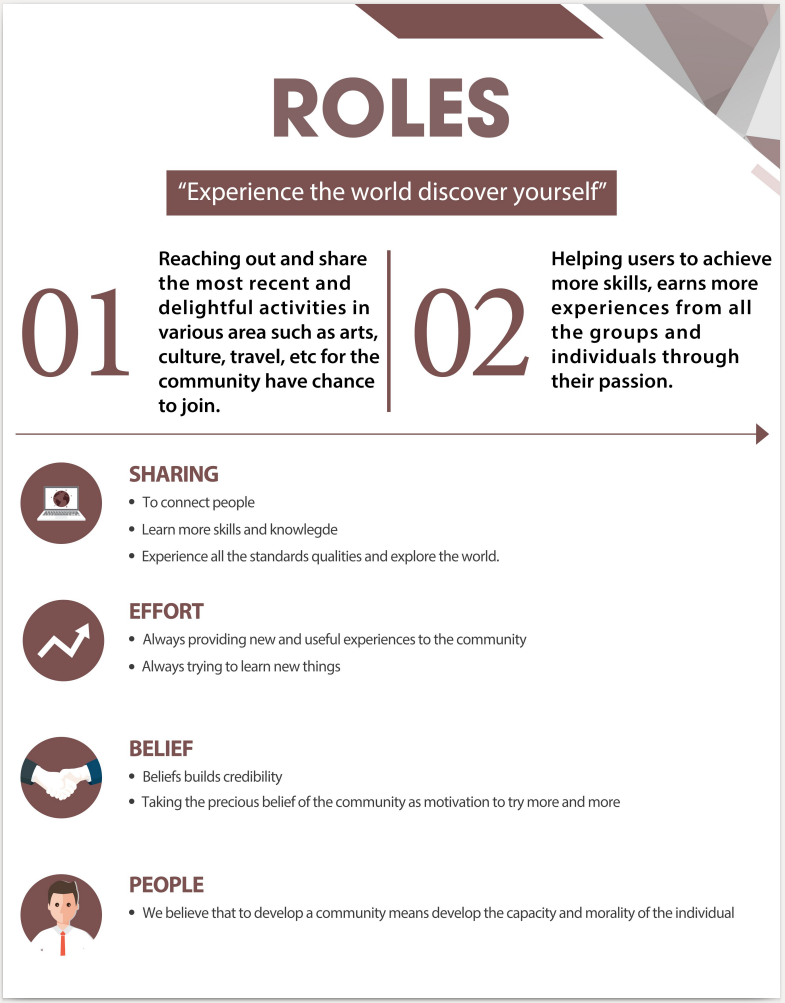 ROLES
“Experience the world discover yourself”
01
Reaching out and share
the most recent and
delightful activities in
various area such as arts,
culture, travel, etc for the
community have chance
to join.
02
Helping users to achieve
more skills, earns more
experiences from all
the groups and
individuals through
their passion.
SHARING
• To connect people
• Learn more skills and knowlegde
• Experience all the standards qualities and explore the world.
EFFORT
• Always providing new and useful experiences to the community
• Always trying to learn new things
BELIEF
• Beliefs builds credibility
• Taking the precious belief of the community as motivation to try more and more
PEOPLE
• We believe that to develop a community means develop the capacity and morality of the individual